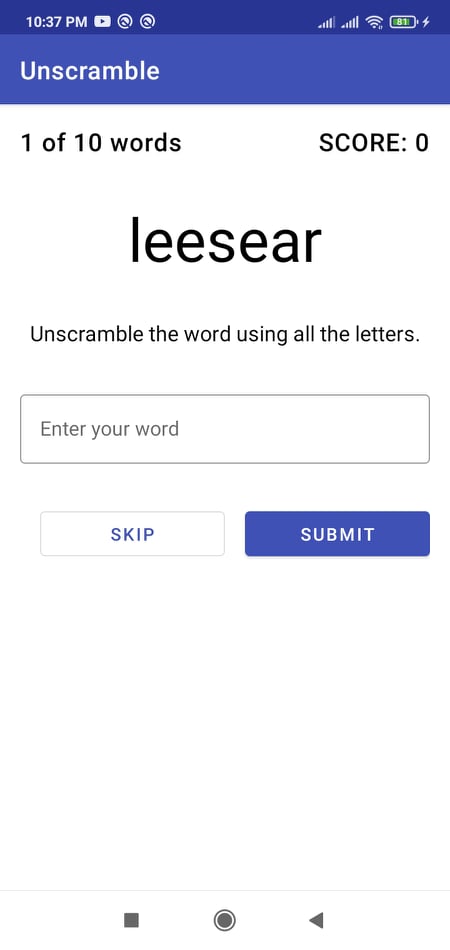 10:37 PM 81
Unscramble
1 of 10 words SCORE: 0
leesear
Unscramble the word using all the letters.
Enter your word
SKIP SUBMIT